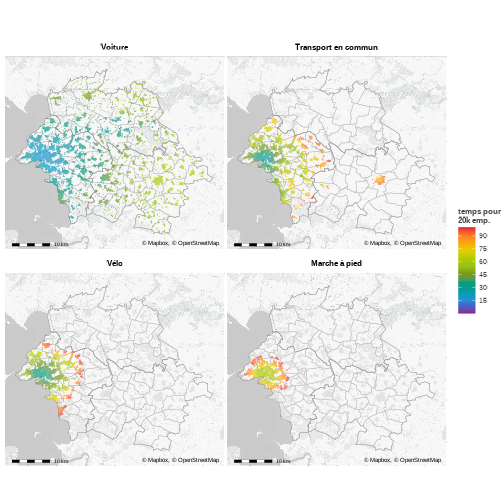 Voiture
Transport en commun
10 km
© Mapbox, © OpenStreetMap
10 km
© Mapbox, © OpenStreetMap
temps pour
20k emp.
90
75
60
45
30
15
Vélo
Marche à pied
10 km
© Mapbox, © OpenStreetMap
10 km
© Mapbox, © OpenStreetMap